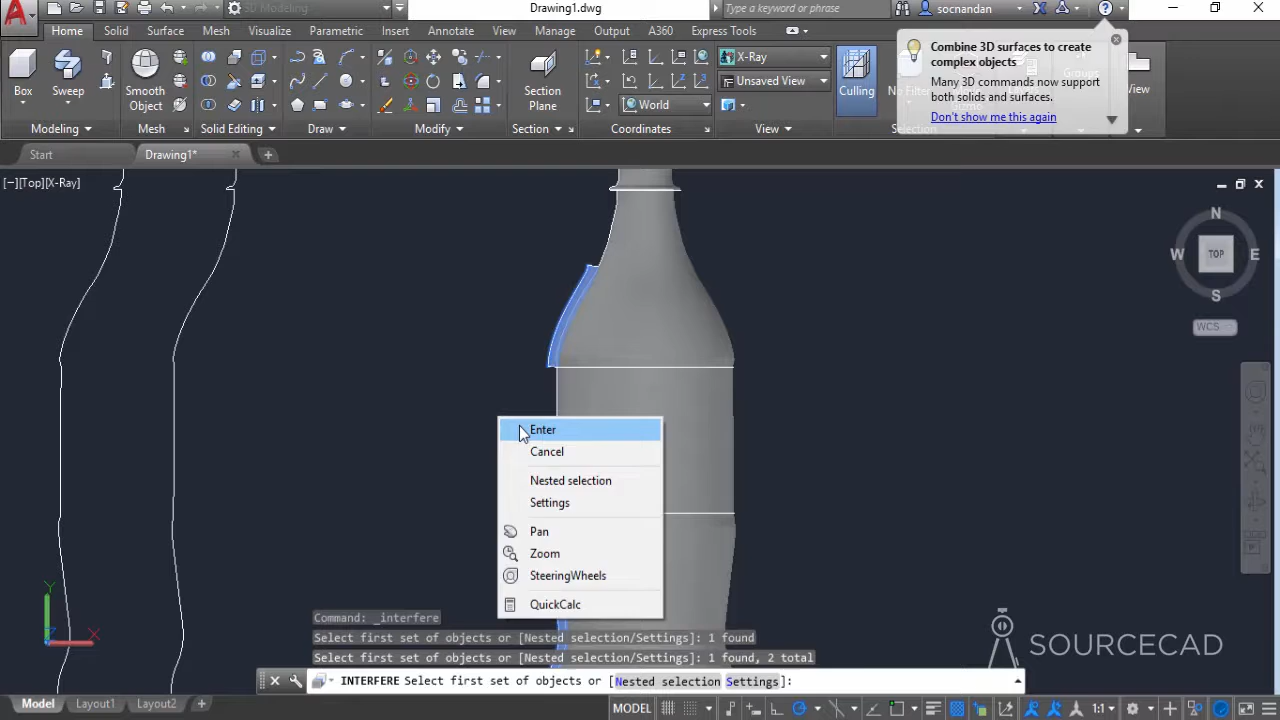 3D Modeling
Drawing1.dwg
Type a keyword or phrase
socnandan
Home Solid Surface Mesh Visualize Parametric Insert Annotate View Manage Output A360 Express Tools
Box
Sweep
Smooth
Object
Section
Plane
X-Ray
Unsaved View
World
Culling
No Filter
Groups
View
Modeling
Mesh
Solid Editing
Draw
Modify
Section
Coordinates
View
Selection
Combine 3D surfaces to create
complex objects
Many 3D commands now support
both solids and surfaces.
Don't show me this again
Start
Drawing1*
[−][Top][X-Ray]
N
W TOP E
S
WCS
Enter
Cancel
Nested selection
Settings
Pan
Zoom
SteeringWheels
QuickCalc
Y
X
Z
Command: _interfere
Select first set of objects or [Nested selection/Settings]: 1 found
Select first set of objects or [Nested selection/Settings]: 1 found, 2 total
INTERFERE Select first set of objects or [Nested selection Settings]:
SOURCECAD
Model Layout1 Layout2
MODEL
1:1